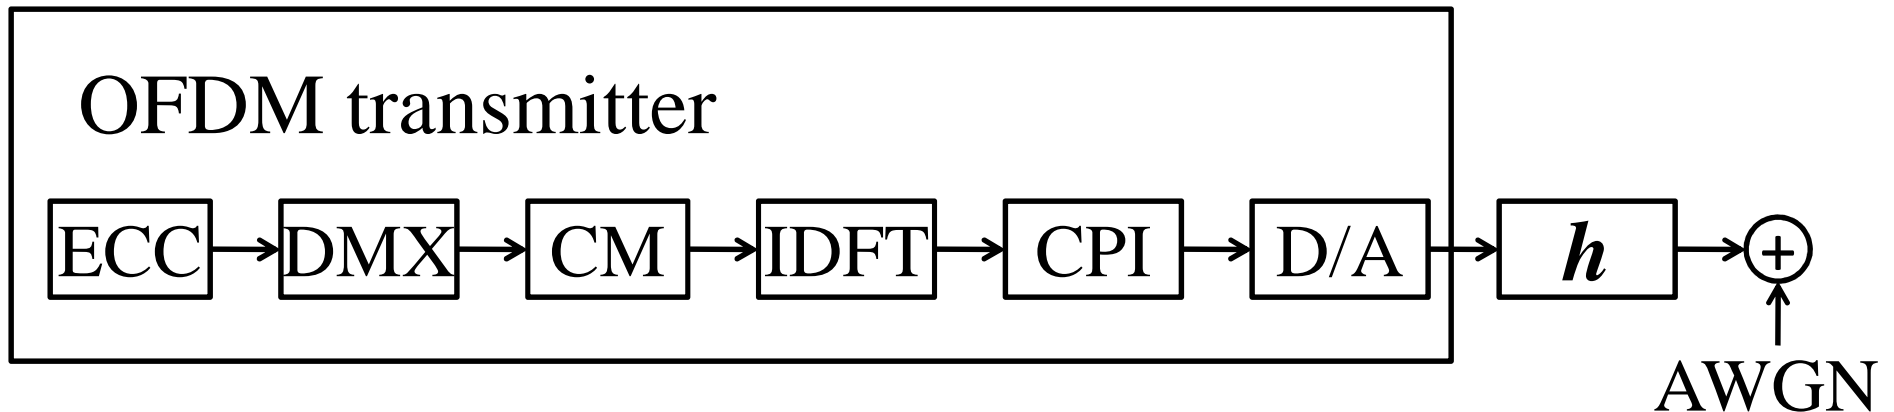 OFDM transmitter
ECC DMX CM IDFT CPI D/A h +
AWGN